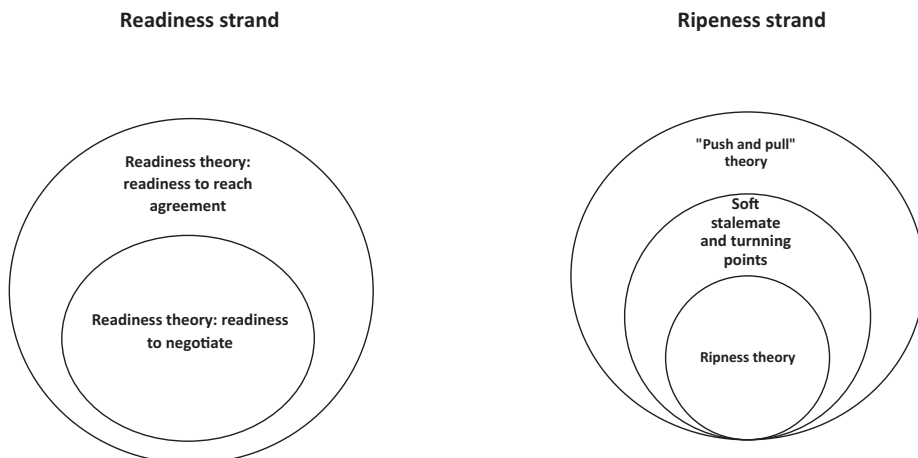 Readiness strand
Ripeness strand
Readiness theory:
readiness to reach
agreement
Readiness theory: readiness
to negotiate
"Push and pull"
theory
Soft
stalemate
and turnning
points
Ripness theory